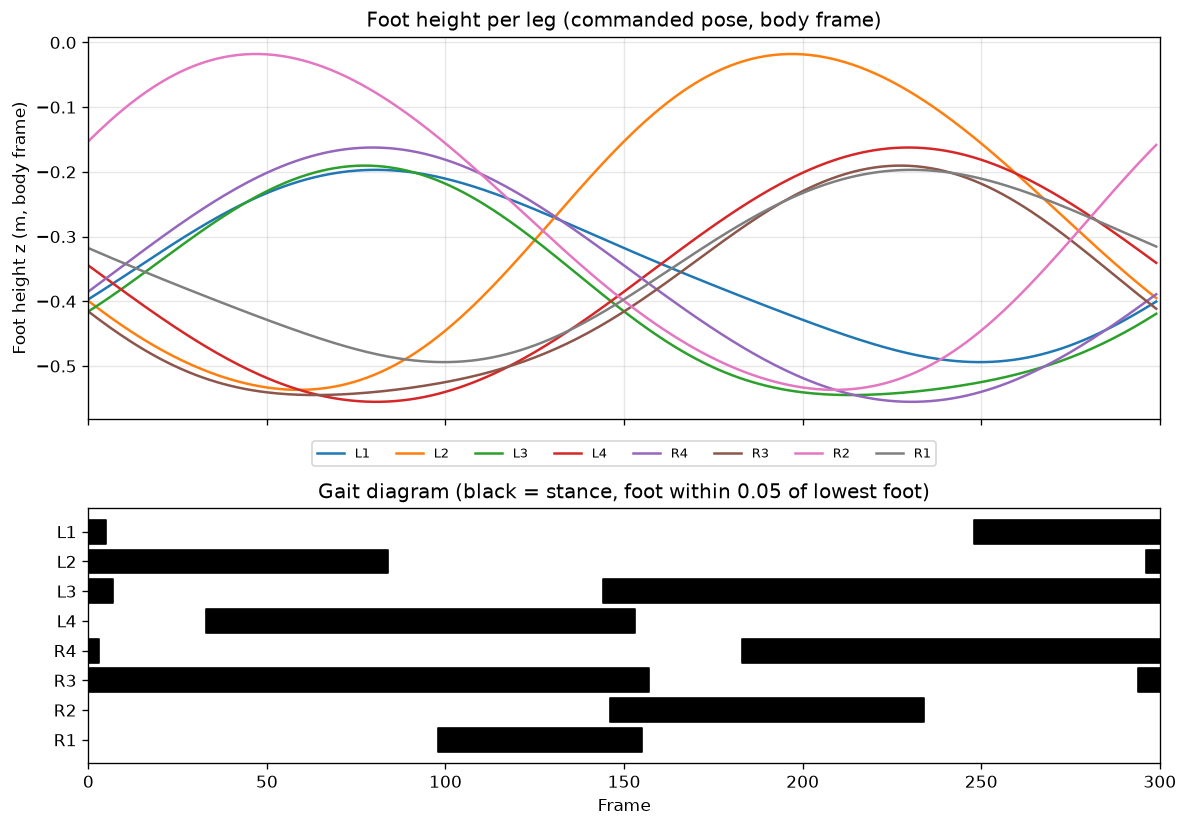 Foot height per leg (commanded pose, body frame)
Foot height z (m, body frame)
0.0
−0.1
−0.2
−0.3
−0.4
−0.5
L1 L2 L3 L4 R4 R3 R2 R1
Gait diagram (black = stance, foot within 0.05 of lowest foot)
L1
L2
L3
L4
R4
R3
R2
R1
0 50 100 150 200 250 300
Frame